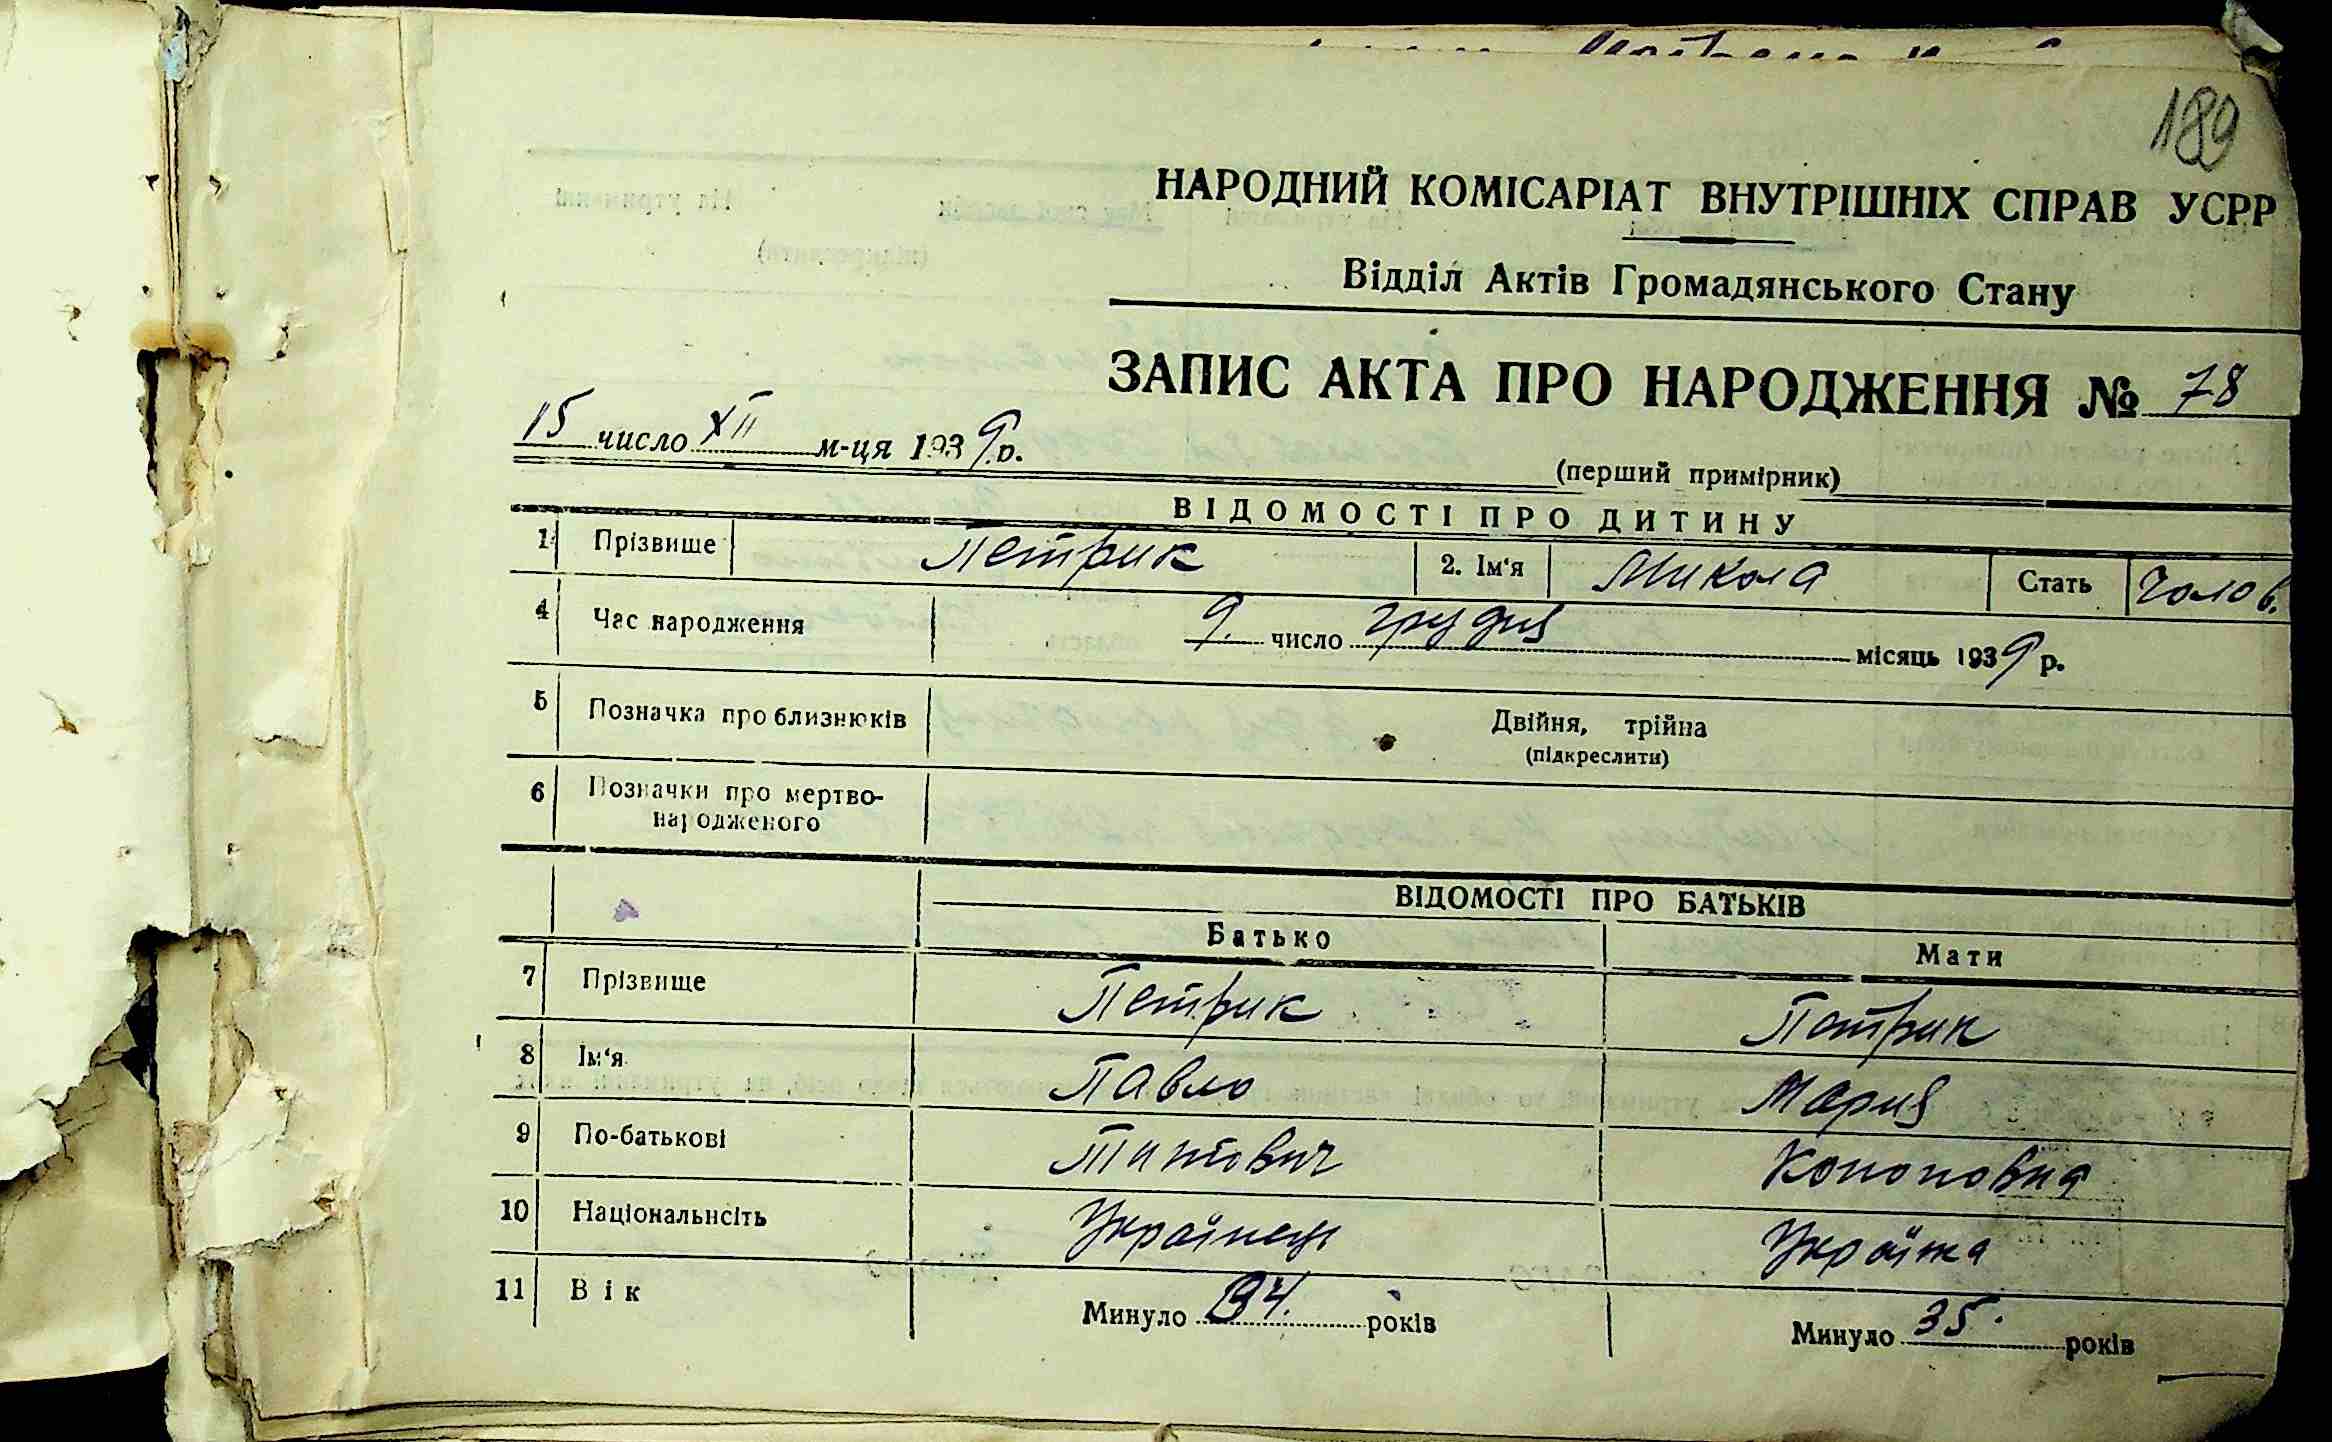 189
НАРОДНИЙ КОМІСАРІАТ ВНУТРІШНІХ СПРАВ УСРР
Відділ Актів Громадянського Стану
ЗАПИС АКТА ПРО НАРОДЖЕННЯ № 78
15 число XII м-ця 1939 р.
(перший примірник)
ВІДОМОСТІ ПРО ДИТИНУ
1 Прізвище Петрик 2. Ім'я Микола Стать Чолов.
4 Час народження 9. число грудня місяць 1939 р.
5 Позначка про близнюків Двійня, трійна
(підкреслити)
6 Позначки про мертво-
народженого
ВІДОМОСТІ ПРО БАТЬКІВ
Батько Мати
7 Прізвище Петрик Петрик
8 Ім'я Павло Мария
9 По-батькові Титович Кононовна
10 Національнсіть Українець Українка
11 Вік Минуло 34. років Минуло 35. років